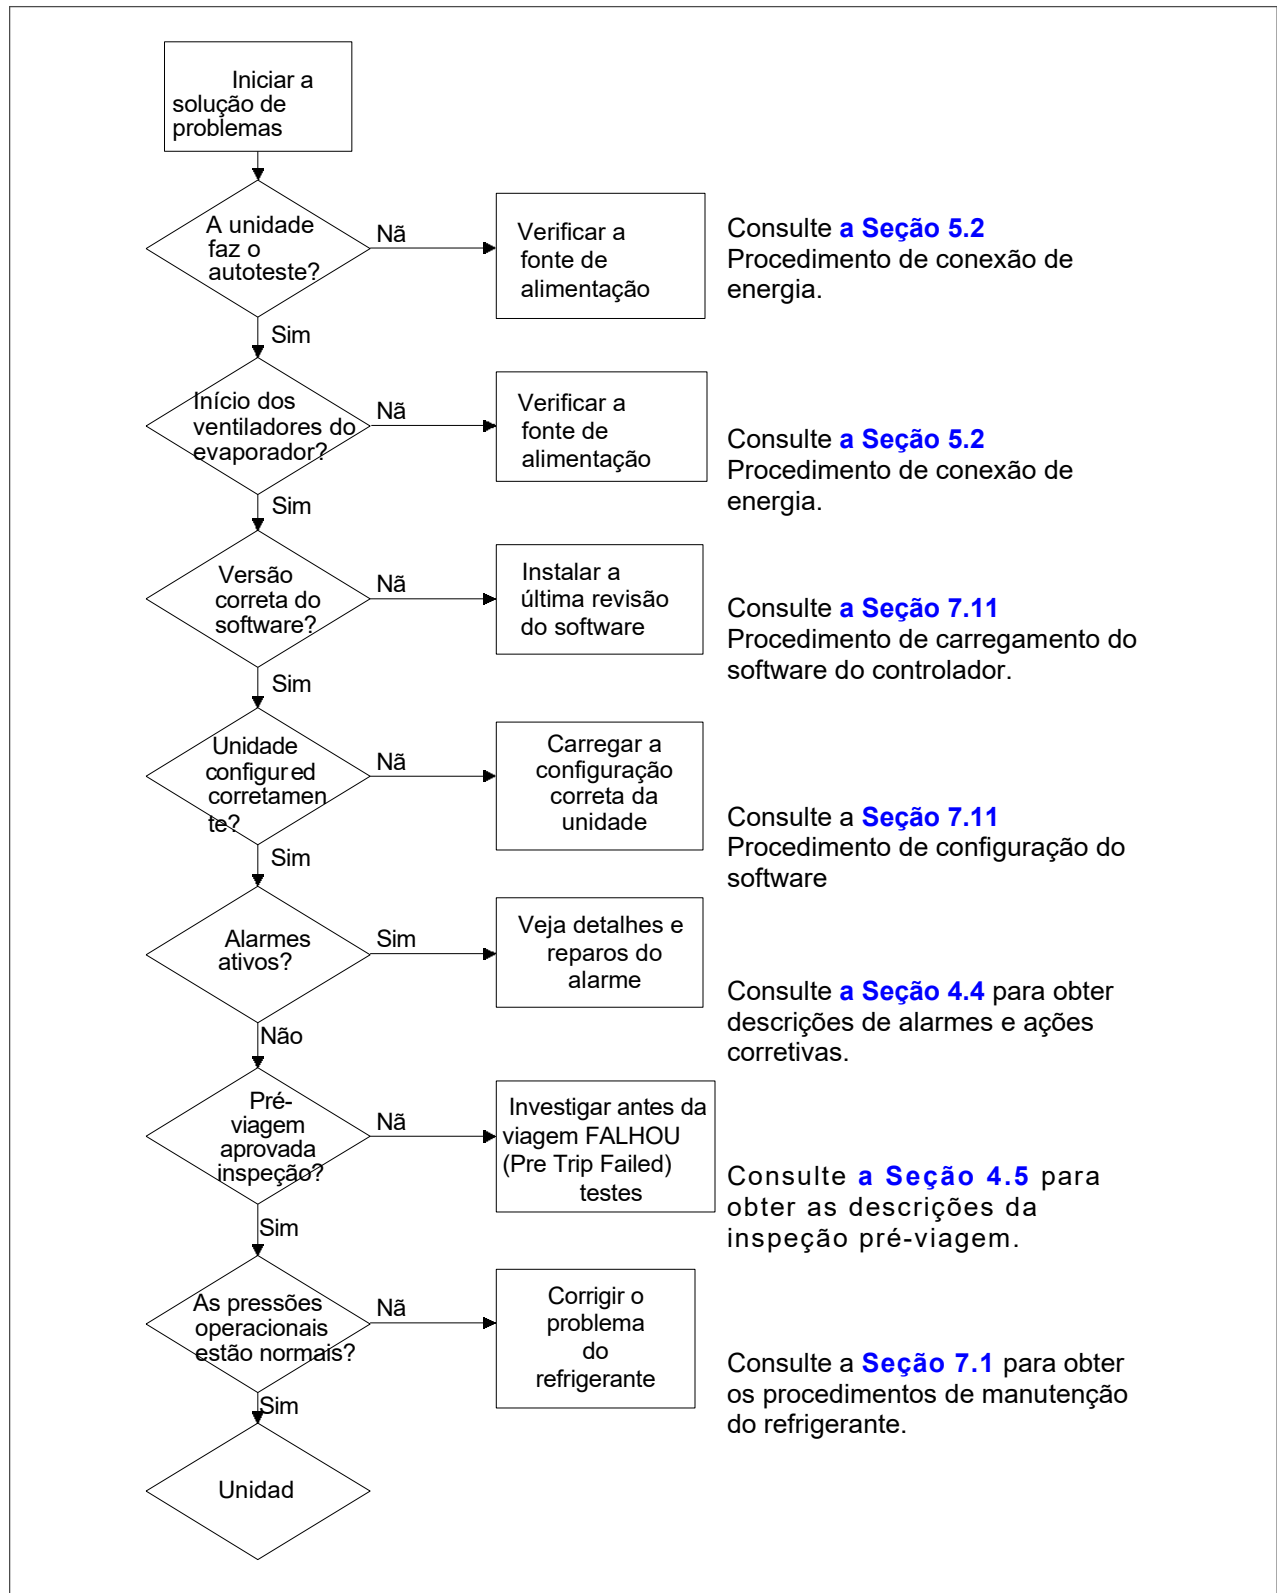 Iniciar a
solução de
problemas
A unidade
faz o
autoteste?
Nã
Verificar a
fonte de
alimentação
Consulte a Seção 5.2
Procedimento de conexão de
energia.
Sim
Início dos
ventiladores do
evaporador?
Nã
Verificar a
fonte de
alimentação
Consulte a Seção 5.2
Procedimento de conexão de
energia.
Sim
Versão
correta do
software?
Nã
Instalar a
última revisão
do software
Consulte a Seção 7.11
Procedimento de carregamento do
software do controlador.
Sim
Unidade
configured
corretamen
te?
Nã
Carregar a
configuração
correta da
unidade
Consulte a Seção 7.11
Procedimento de configuração do
software
Sim
Alarmes
ativos?
Sim
Veja detalhes e
reparos do
alarme
Consulte a Seção 4.4 para obter
descrições de alarmes e ações
corretivas.
Não
Pré-
viagem
aprovada
inspeção?
Nã
Investigar antes da
viagem FALHOU
(Pre Trip Failed)
testes
Consulte a Seção 4.5 para
obter as descrições da
inspeção pré-viagem.
Sim
As pressões
operacionais
estão normais?
Nã
Corrigir o
problema
do
refrigerante
Consulte a Seção 7.1 para obter
os procedimentos de manutenção
do refrigerante.
Sim
Unidad